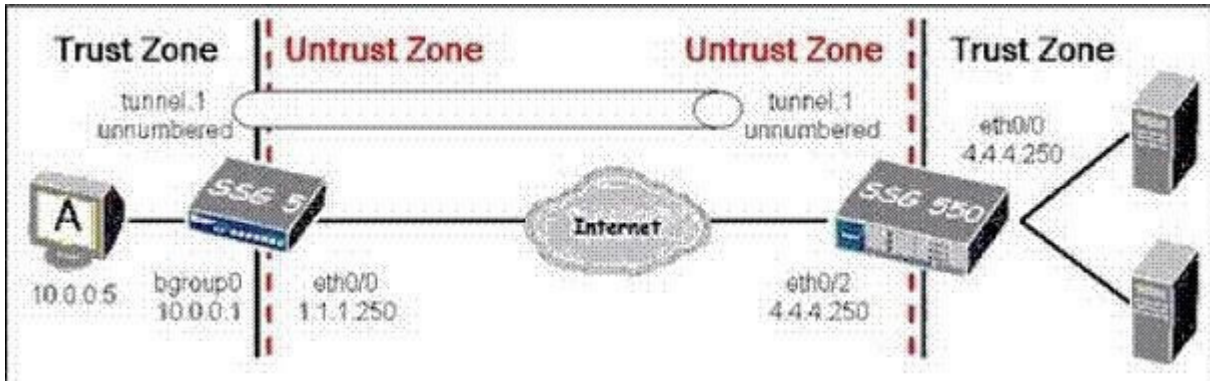 Trust Zone
Untrust Zone
Untrust Zone
Trust Zone
tunnel.1
unnumbered
tunnel.1
unnumbered
eth0/0
4.4.4.250
A
SSG 5
Internet
SSG 550
10.0.0.5
bgroup0
10.0.0.1
eth0/0
1.1.1.250
eth0/2
4.4.4.250